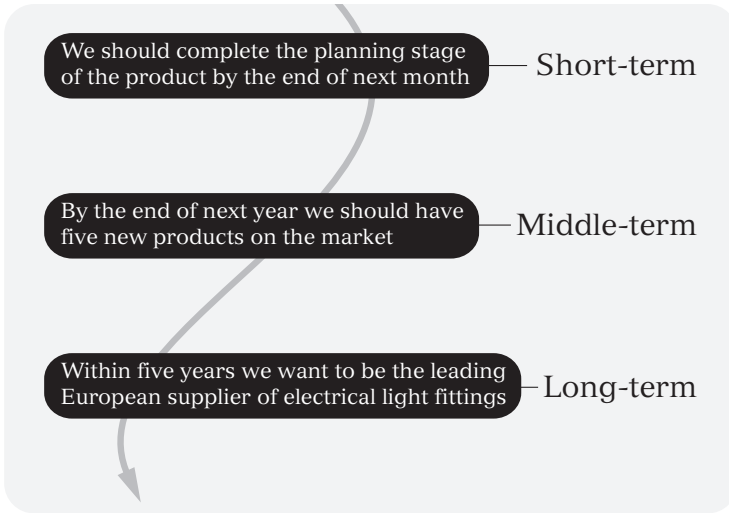 We should complete the planning stage
of the product by the end of next month
Short-term
By the end of next year we should have
five new products on the market
Middle-term
Within five years we want to be the leading
European supplier of electrical light fittings
Long-term